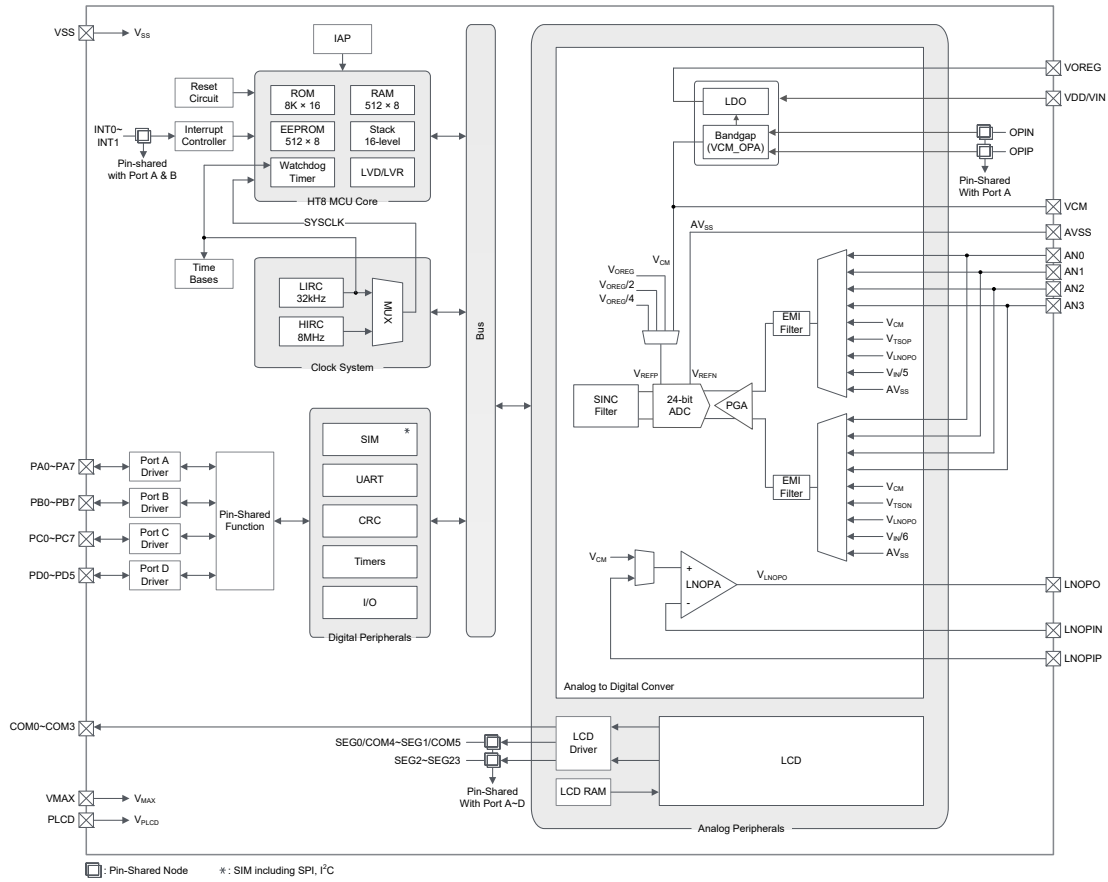 VSS
VSS
IAP
Reset
Circuit
ROM
8K × 16
RAM
512 × 8
INT0~
INT1
Interrupt
Controller
EEPROM
512 × 8
Stack
16-level
Pin-shared
with Port A & B
Watchdog
Timer
LVD/LVR
HT8 MCU Core
SYSCLK
Time
Bases
LIRC
32kHz
HIRC
8MHz
MUX
Clock System
Bus
SIM
*
UART
CRC
Timers
I/O
Digital Peripherals
PA0~PA7
Port A
Driver
PB0~PB7
Port B
Driver
PC0~PC7
Port C
Driver
PD0~PD5
Port D
Driver
Pin-Shared
Function
LDO
Bandgap
(VCM_OPA)
VOREG
VDD/VIN
OPIN
OPIP
Pin-Shared
With Port A
VCM
AVSS
AVSS
AN0
AN1
AN2
AN3
VCM
VOREG
VOREG/2
VOREG/4
VREFP
VREFN
SINC
Filter
24-bit
ADC
PGA
EMI
Filter
VCM
VTSOP
VLNOPO
VIN/5
AVSS
EMI
Filter
VCM
VTSON
VLNOPO
VIN/6
AVSS
VCM
+
-
LNOPA
VLNOPO
LNOPO
LNOPIN
LNOPIP
Analog to Digital Conver
COM0~COM3
SEG0/COM4~SEG1/COM5
SEG2~SEG23
Pin-Shared
With Port A~D
LCD
Driver
LCD
LCD RAM
Analog Peripherals
VMAX
VMAX
PLCD
VPLCD
: Pin-Shared Node
* : SIM including SPI, I²C